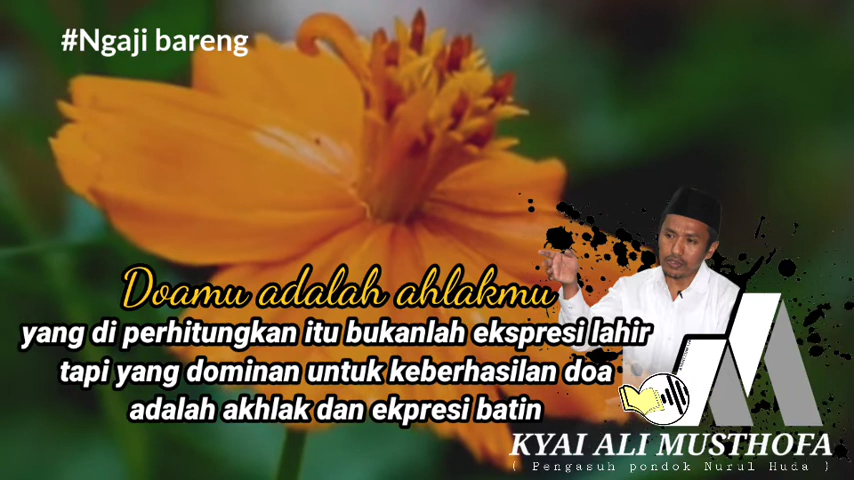 #Ngaji bareng
Doamu adalah ahlakmu
yang di perhitungkan itu bukanlah ekspresi lahir
tapi yang dominan untuk keberhasilan doa
adalah akhlak dan ekpresi batin
KYAI ALI MUSTHOFA
( Pengasuh pondok Nurul Huda )